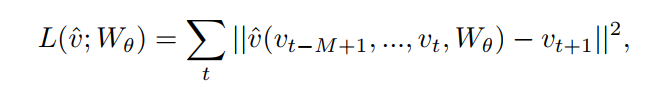 L(v̂; W_θ) = ∑_t ||v̂(v_{t−M+1}, ..., v_t, W_θ) − v_{t+1}||²,